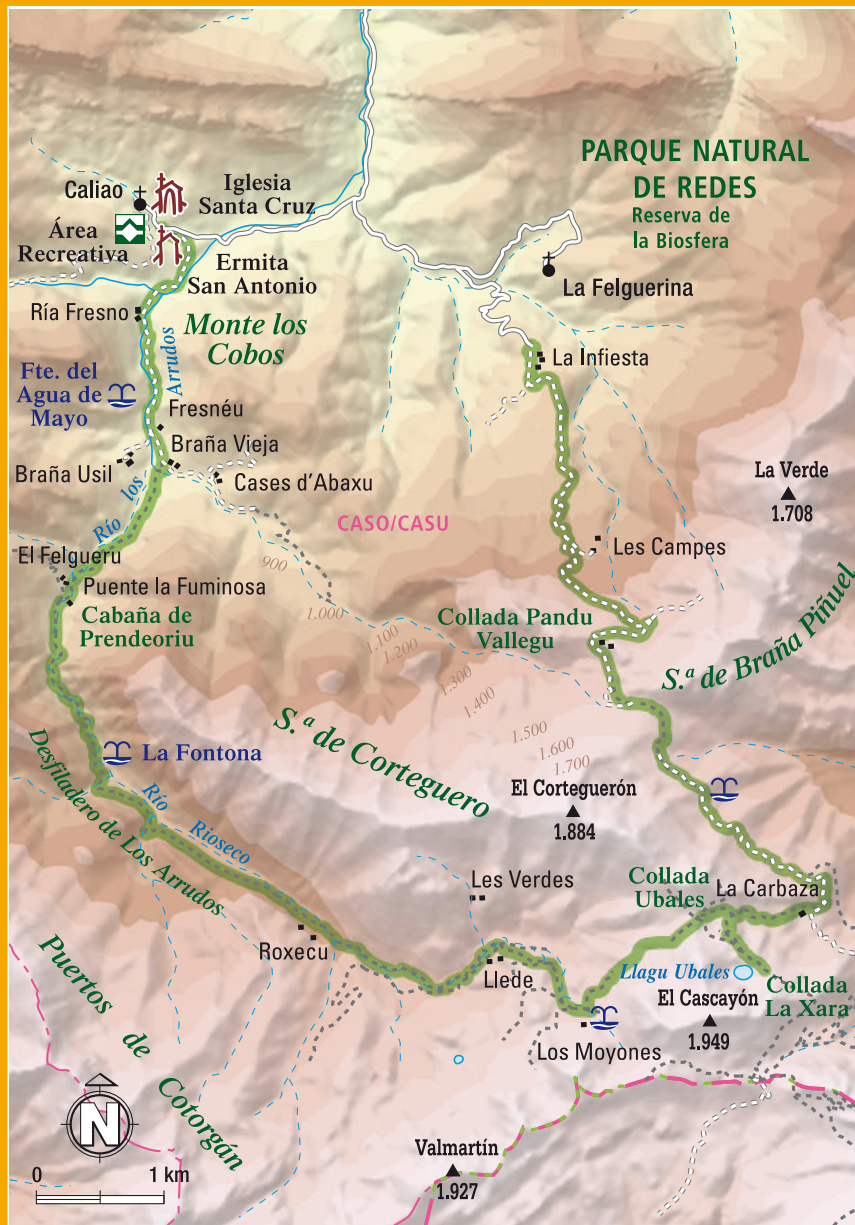 PARQUE NATURAL
DE REDES
Reserva de
la Biosfera
Caliao
Iglesia
Santa Cruz
Área
Recreativa
Ermita
San Antonio
La Felguerina
Ría Fresno
Monte los
Cobos
Arrudos
La Infiesta
Fte. del
Agua de
Mayo
Fresnéu
Braña Vieja
Braña Usil
Cases d'Abaxu
La Verde
1.708
los
Río
CASO/CASU
El Felgueru
Les Campes
900
Puente la Fuminosa
Cabaña de
Prendeoriu
1.000
1.100
1.200
1.300
1.400
1.500
1.600
1.700
Collada Pandu
Vallegu
S.ª de Braña Piñuel
S.ª de Corteguero
La Fontona
Desfiladero de Los Arrudos
Río
Rioseco
El Corteguerón
1.884
Les Verdes
Collada
Ubales
La Carbaza
Roxecu
Llede
Llagu Ubales
Collada
La Xara
El Cascayón
1.949
Los Moyones
Puertos de Cotorgán
N
0
1 km
Valmartín
1.927